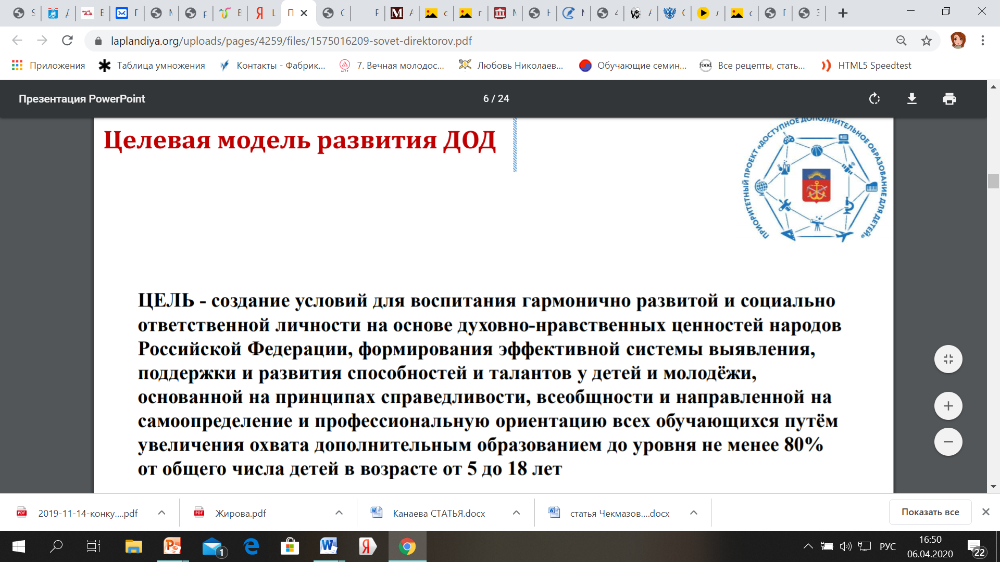 laplandiya.org/uploads/pages/4259/files/1575016209-sovet-direktorov.pdf
Приложения Таблица умножения Контакты - Фабрик... 7. Вечная молодос... Любовь Николаев... Обучающие семин... food Все рецепты, стать... HTML5 Speedtest
Презентация PowerPoint 6 / 24
Целевая модель развития ДОД
ПРИОРИТЕТНЫЙ ПРОЕКТ «ДОСТУПНОЕ ДОПОЛНИТЕЛЬНОЕ ОБРАЗОВАНИЕ ДЛЯ ДЕТЕЙ»
ЦЕЛЬ - создание условий для воспитания гармонично развитой и социально
ответственной личности на основе духовно-нравственных ценностей народов
Российской Федерации, формирования эффективной системы выявления,
поддержки и развития способностей и талантов у детей и молодёжи,
основанной на принципах справедливости, всеобщности и направленной на
самоопределение и профессиональную ориентацию всех обучающихся путём
увеличения охвата дополнительным образованием до уровня не менее 80%
от общего числа детей в возрасте от 5 до 18 лет
2019-11-14-конку....pdf Жирова.pdf Канаева СТАТЬЯ.docx статья Чекмазов....docx Показать все
1 РУС 16:50
06.04.2020 22